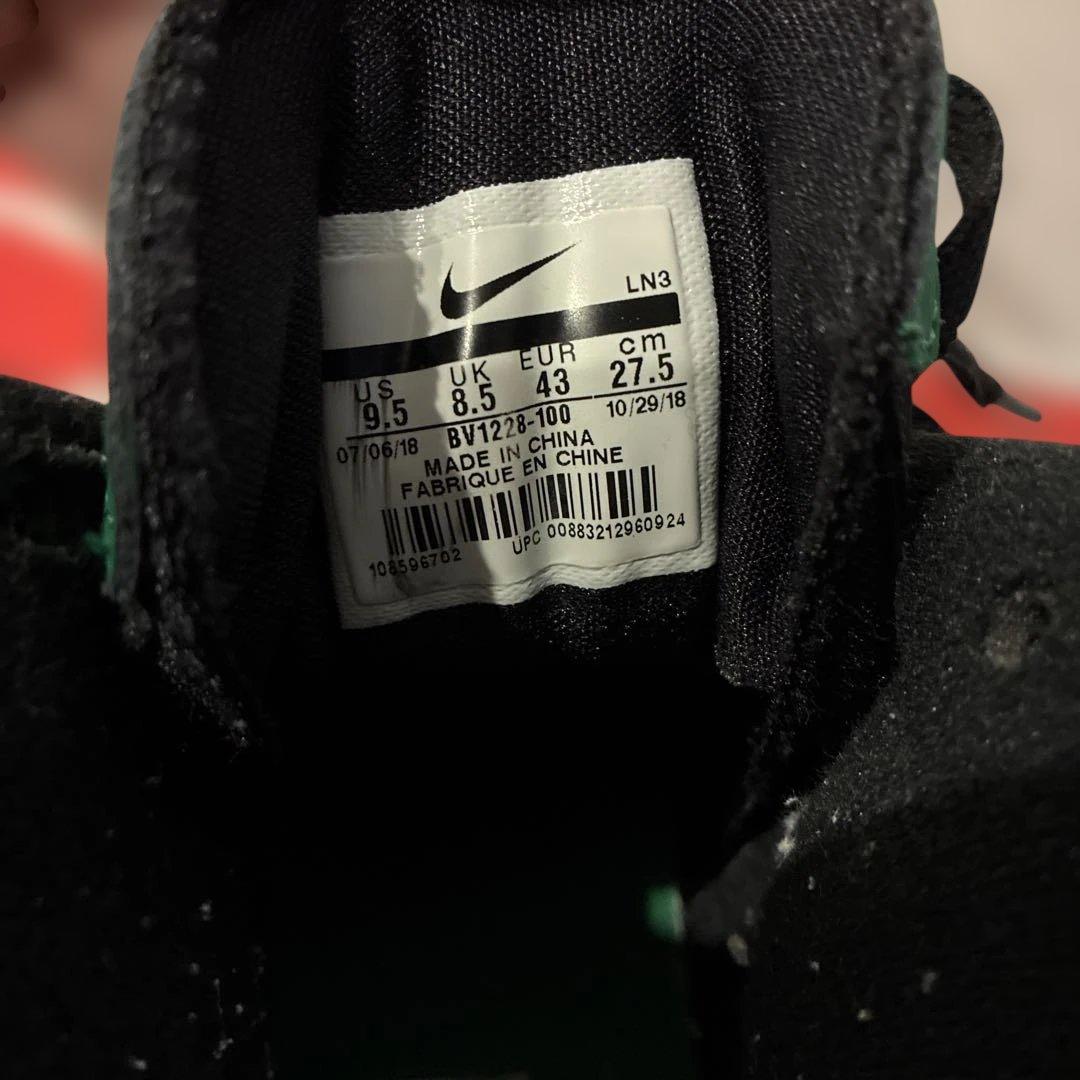 LN3
US UK EUR cm
9.5 8.5 43 27.5
07/06/18 BV1228-100 10/29/18
MADE IN CHINA
FABRIQUE EN CHINE
108596702 UPC 00883212960924